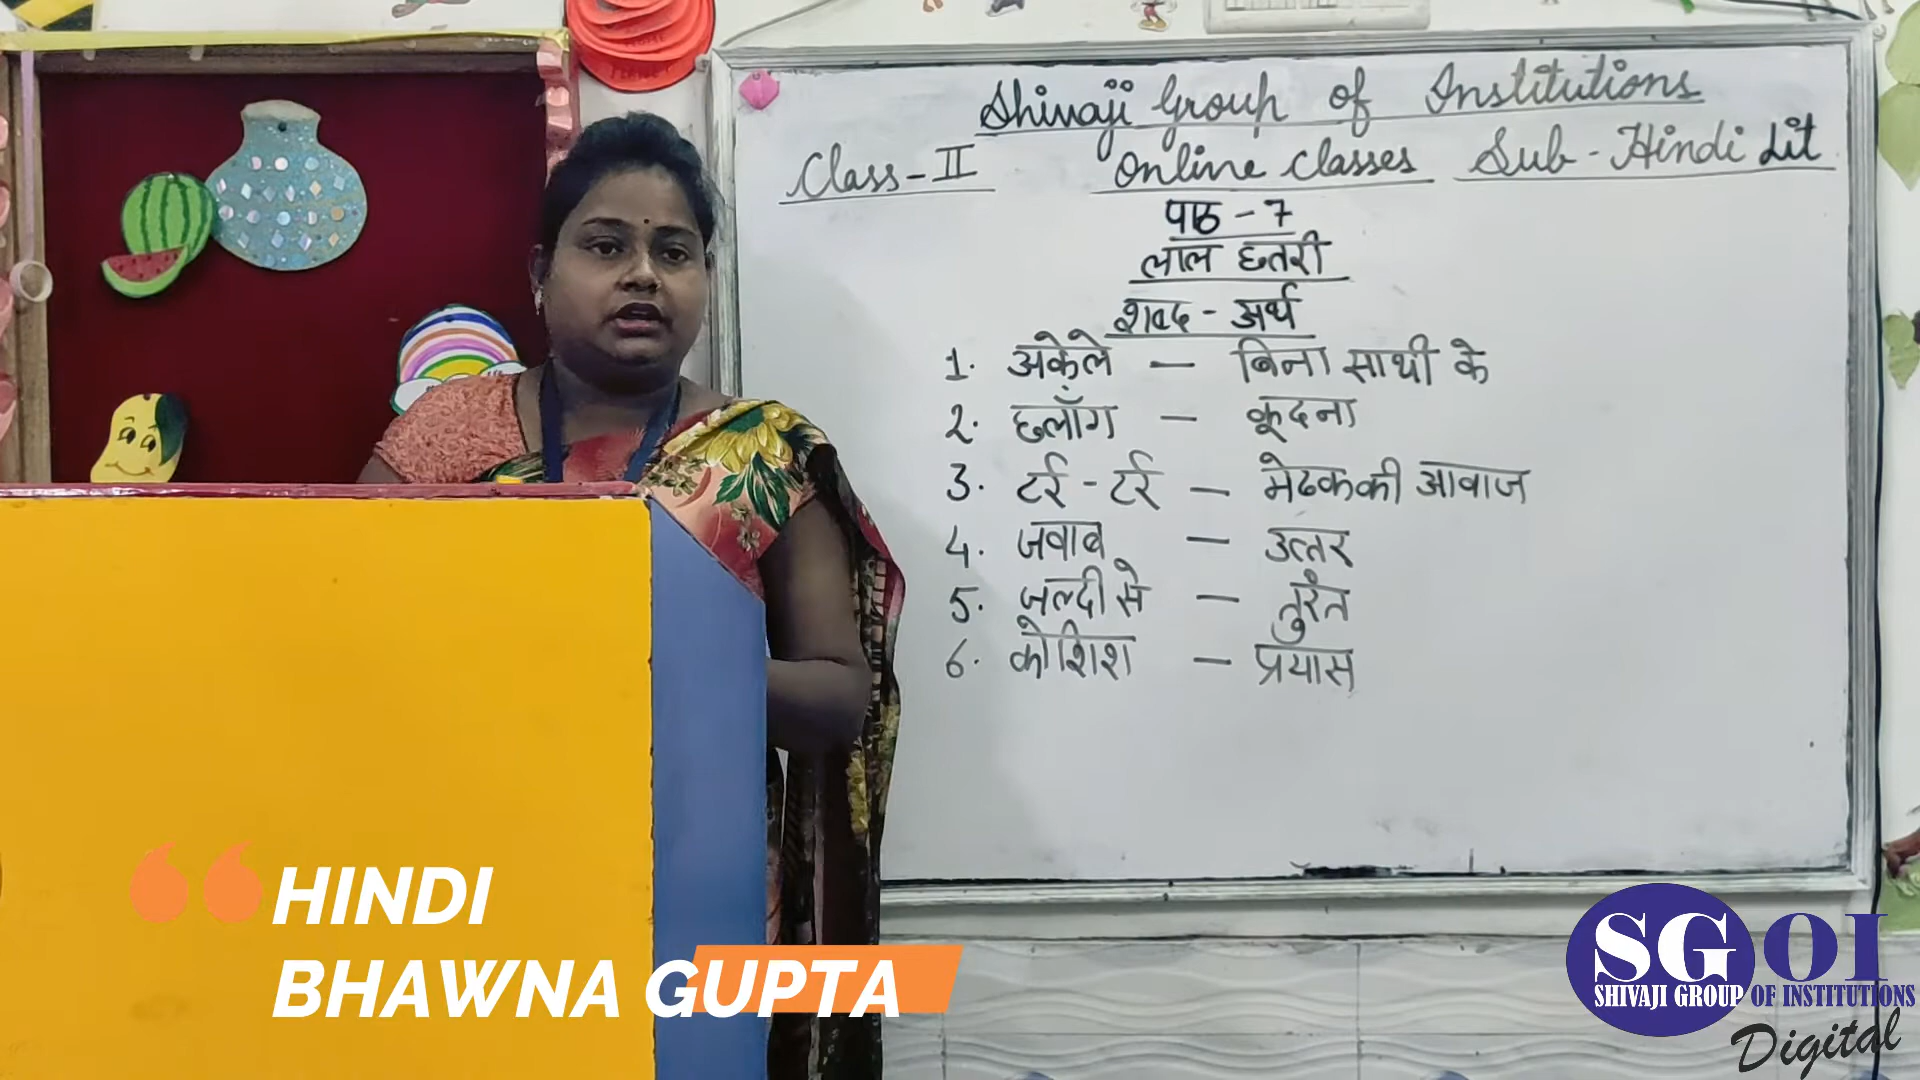 Shivaji Group of Institutions
Class-II Online Classes Sub-Hindi Lit
पाठ - 7
लाल छतरी
शब्द - अर्थ
1. अकेले — बिना साथी के
2. छलाँग — कूदना
3. टर्र - टर्र — मेढक की आवाज
4. जवाब — उत्तर
5. जल्दी से — तुरंत
6. कोशिश — प्रयास
HINDI
BHAWNA GUPTA
SGOI
SHIVAJI GROUP OF INSTITUTIONS
Digital